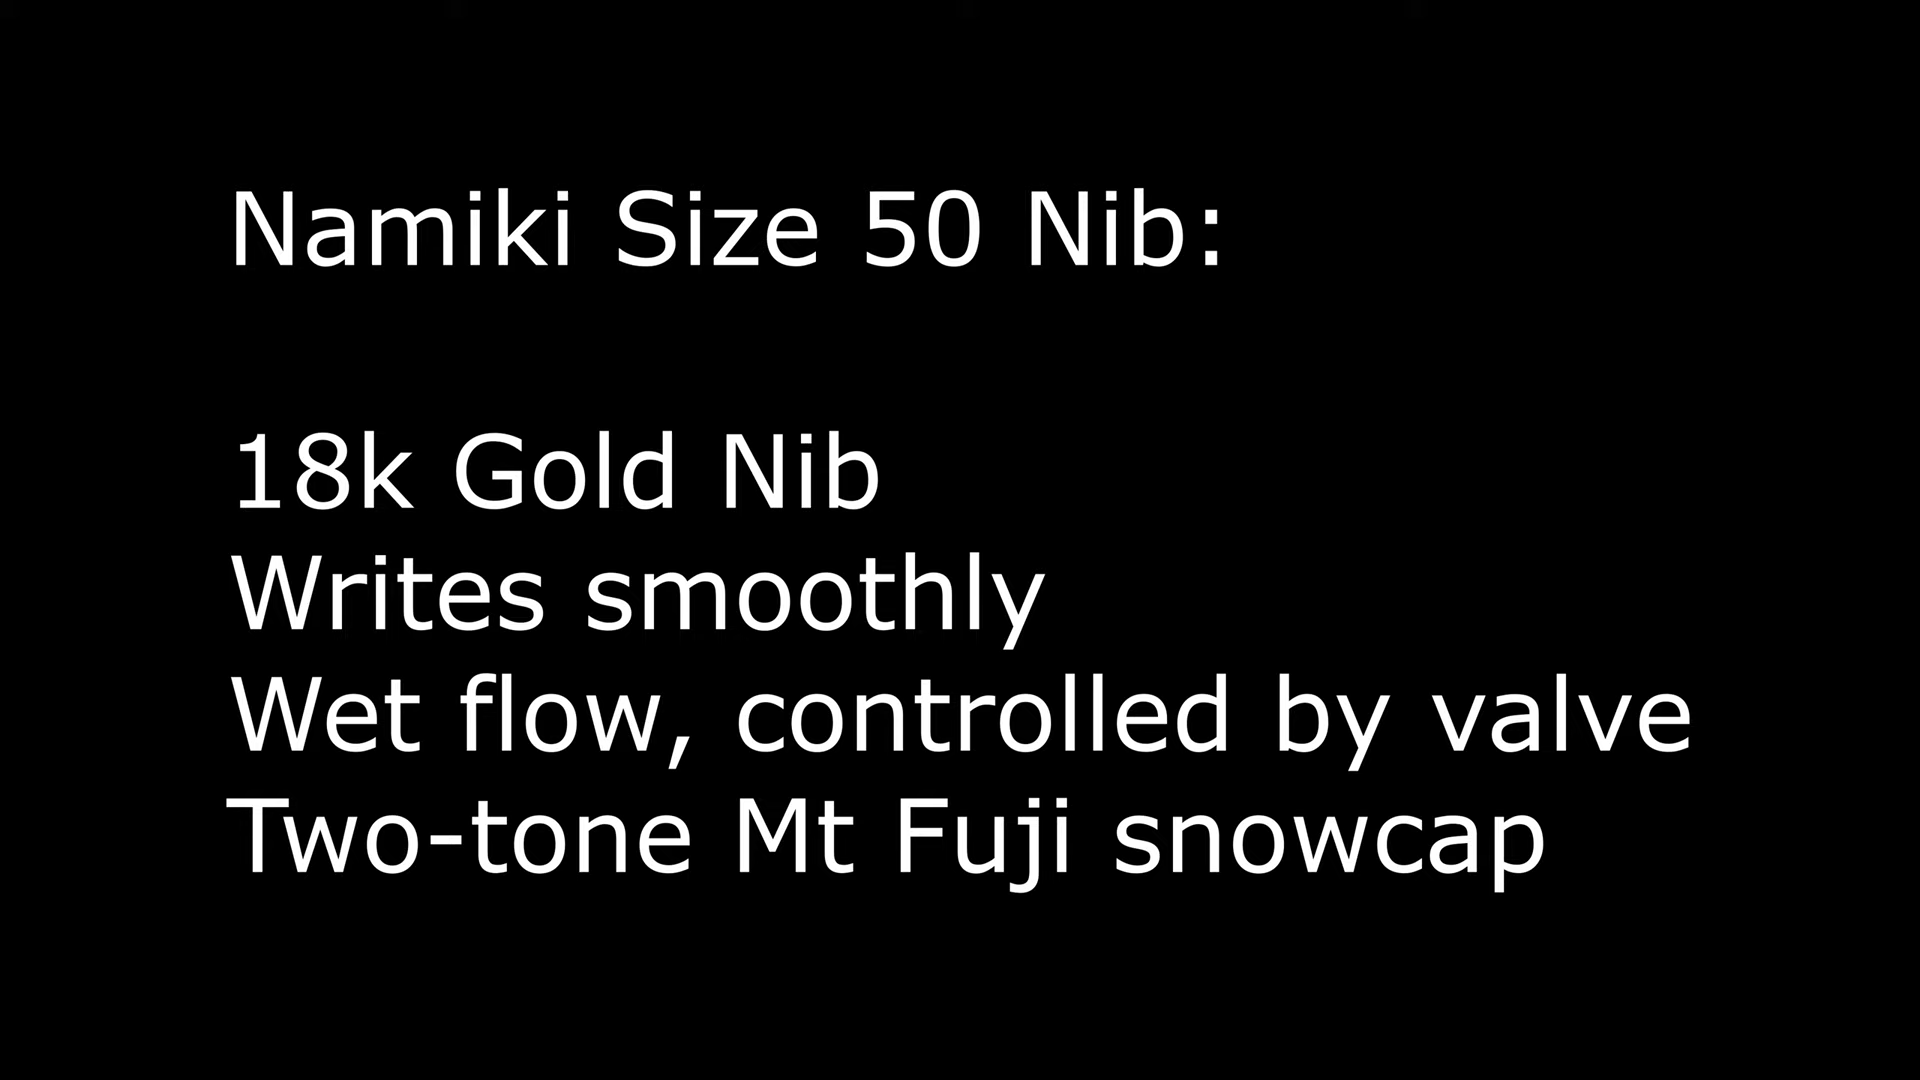 Namiki Size 50 Nib:
18k Gold Nib
Writes smoothly
Wet flow, controlled by valve
Two-tone Mt Fuji snowcap